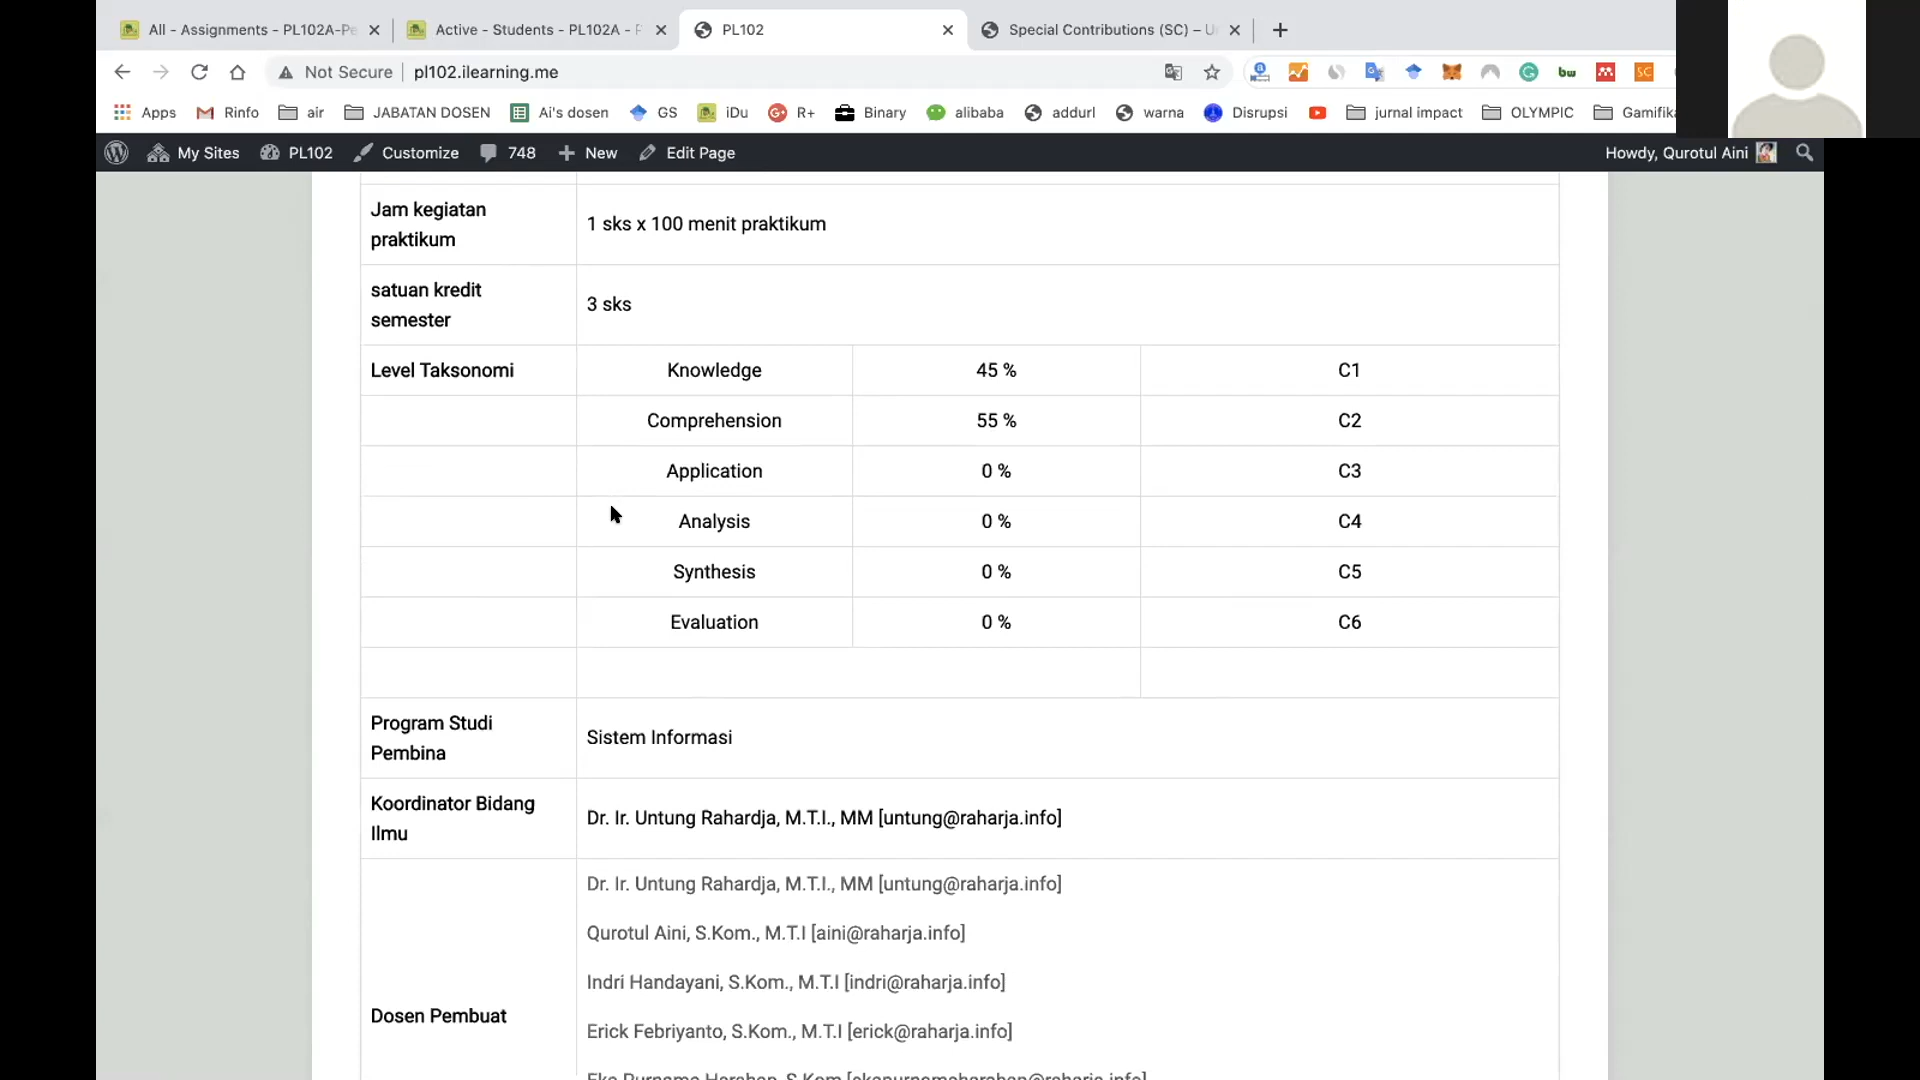 All - Assignments - PL102A-Pe
Active - Students - PL102A - F
PL102
Special Contributions (SC) – U
Not Secure
pl102.ilearning.me
SC
Apps
Rinfo
air
JABATAN DOSEN
Ai's dosen
GS
iDu
R+
Binary
alibaba
addurl
warna
Disrupsi
jurnal impact
OLYMPIC
Gamifika
My Sites
PL102
Customize
748
New
Edit Page
Howdy, Qurotul Aini
Jam kegiatan
praktikum
1 sks x 100 menit praktikum
satuan kredit
semester
3 sks
Level Taksonomi Knowledge 45 % C1
Comprehension 55 % C2
Application 0 % C3
Analysis 0 % C4
Synthesis 0 % C5
Evaluation 0 % C6
Program Studi
Pembina
Sistem Informasi
Koordinator Bidang
Ilmu
Dr. Ir. Untung Rahardja, M.T.I., MM [untung@raharja.info]
Dosen Pembuat
Dr. Ir. Untung Rahardja, M.T.I., MM [untung@raharja.info]
Qurotul Aini, S.Kom., M.T.I [aini@raharja.info]
Indri Handayani, S.Kom., M.T.I [indri@raharja.info]
Erick Febriyanto, S.Kom., M.T.I [erick@raharja.info]
Eko Purnomo Harahap, S.Kom